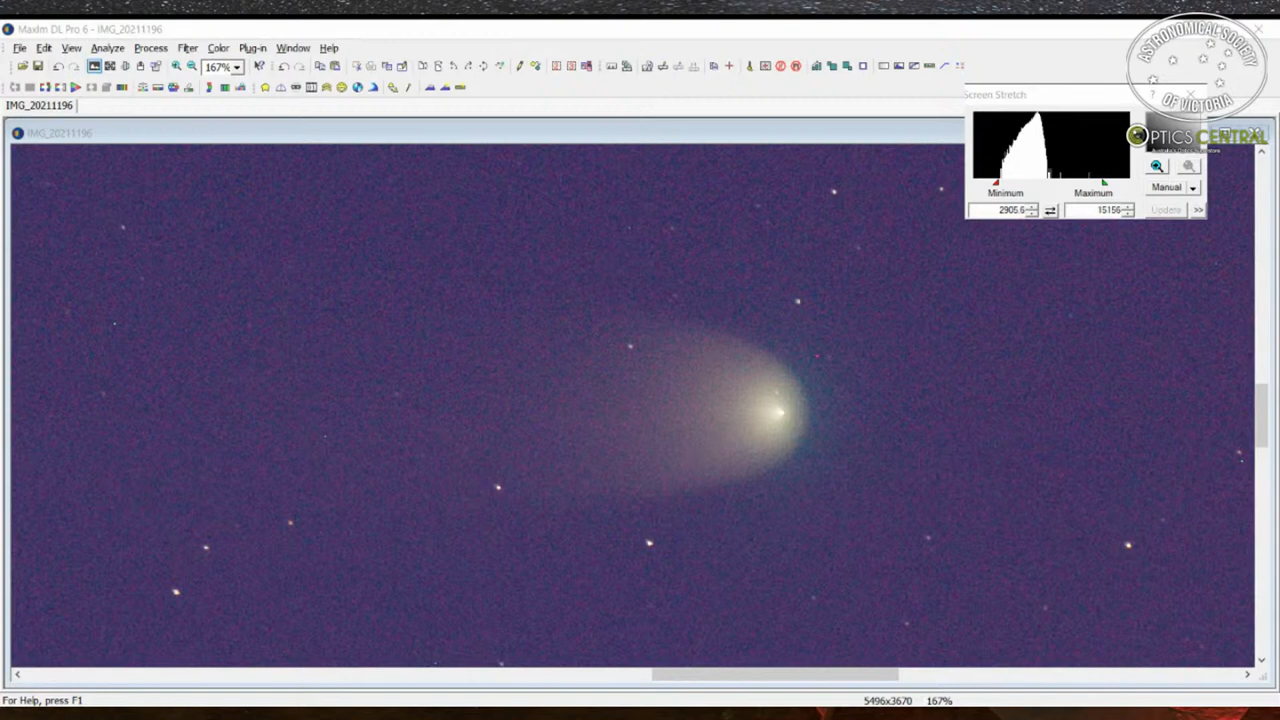 MaxIm DL Pro 6 - IMG_20211196
File Edit View Analyze Process Filter Color Plug-in Window Help
167%
IMG_20211196
IMG_20211196
Screen Stretch
Minimum Maximum Manual
2905.6 15156 Update >>
ASTRONOMICAL SOCIETY
OF VICTORIA
OPTICS CENTRAL
For Help, press F1
5496x3670 167%